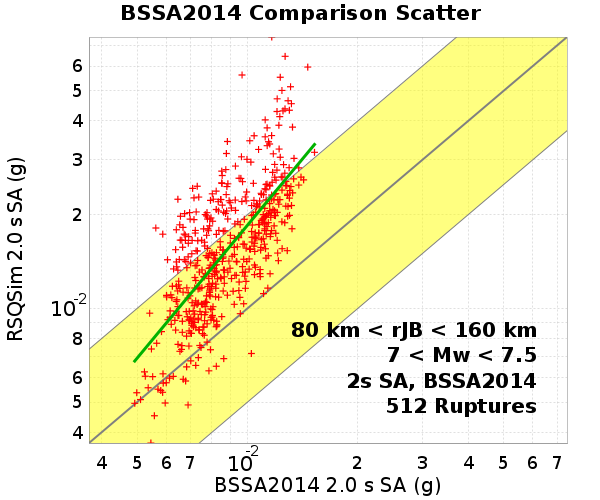 BSSA2014 Comparison Scatter
RSQSim 2.0 s SA (g)
6
5
4
3
2
10-2
8
6
5
4
80 km < rJB < 160 km
7 < Mw < 7.5
2s SA, BSSA2014
512 Ruptures
4 5 6 7 10-2 2 3 4 5 6 7
BSSA2014 2.0 s SA (g)